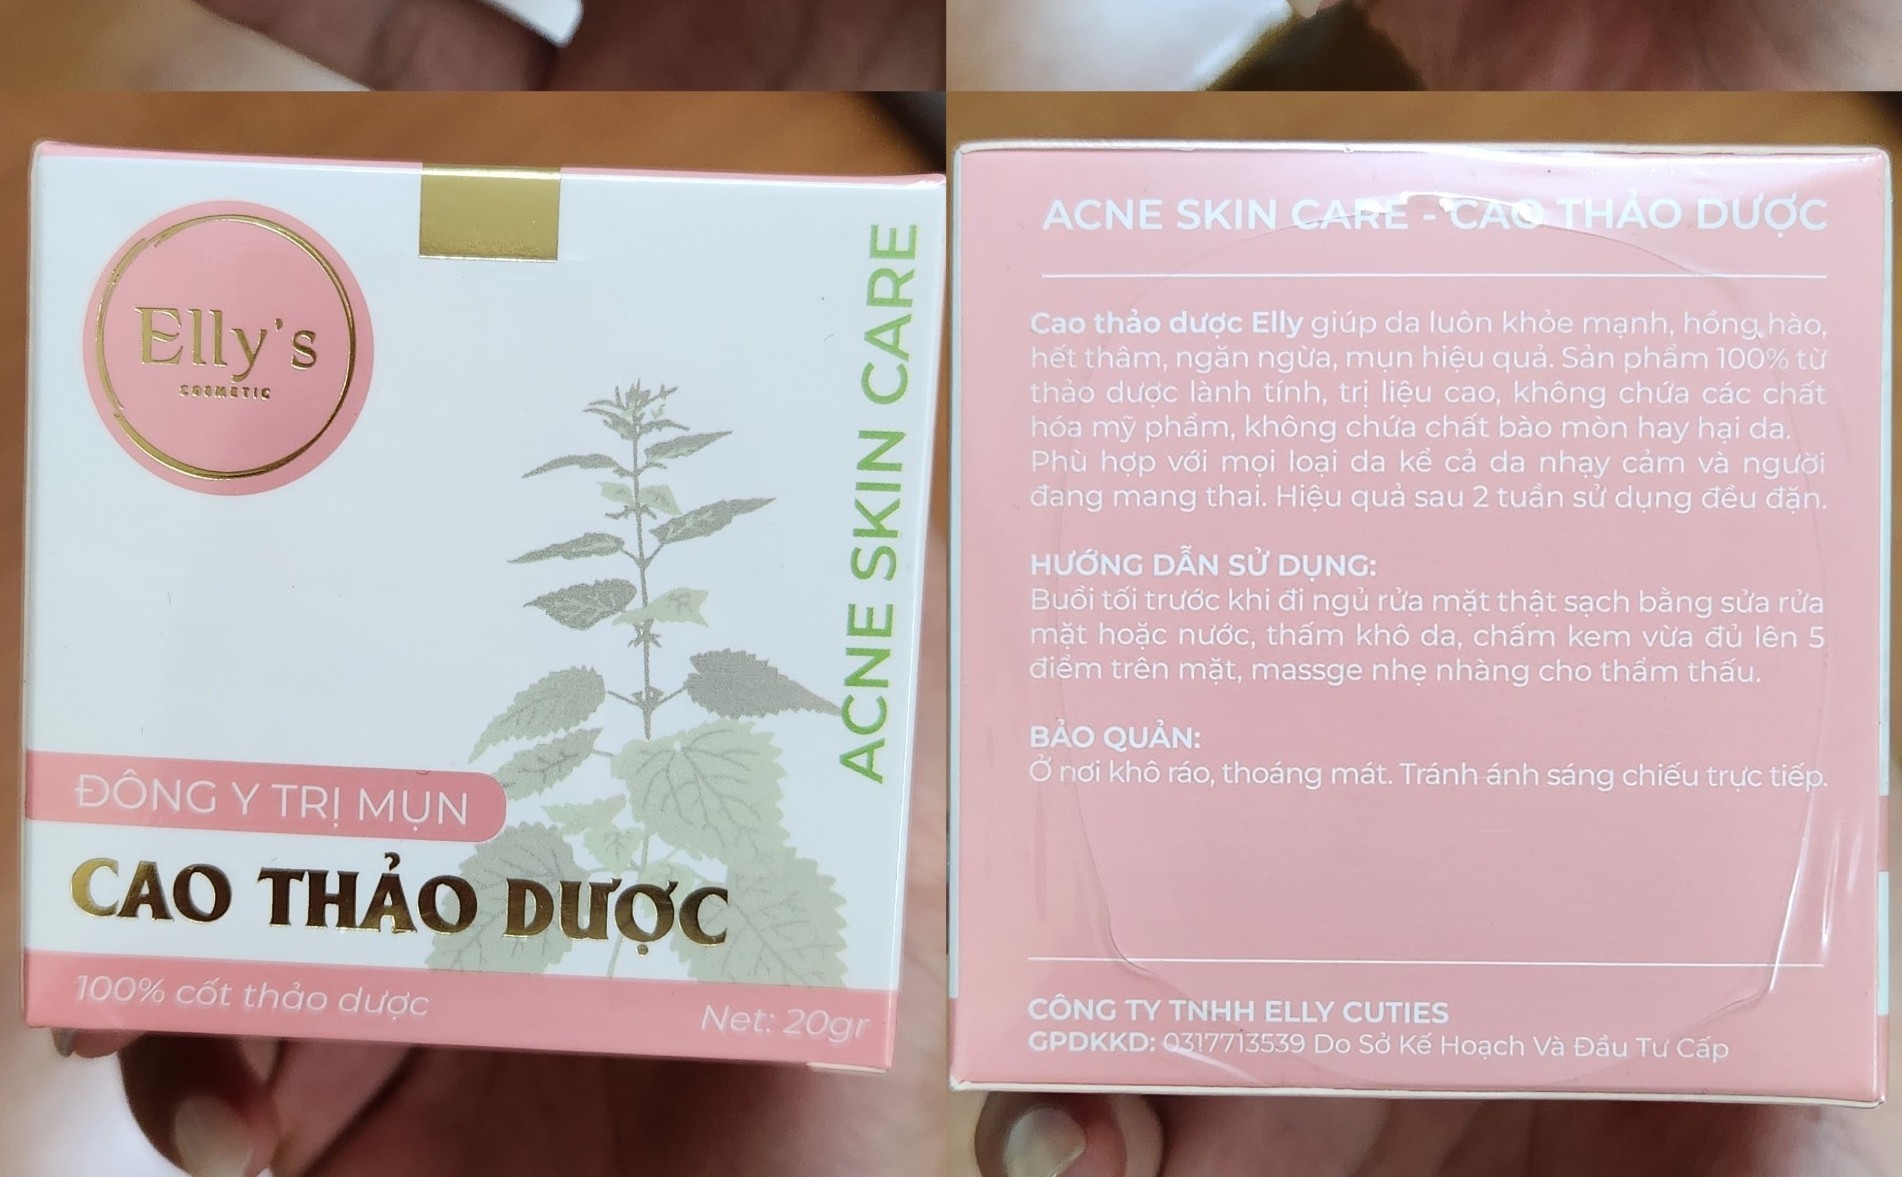 Elly's
COSMETIC
ACNE SKIN CARE
ĐÔNG Y TRỊ MỤN
CAO THẢO DƯỢC
100% cốt thảo dược
Net: 20gr
ACNE SKIN CARE - CAO THẢO DƯỢC
Cao thảo dược Elly giúp da luôn khỏe mạnh, hồng hào,
hết thâm, ngăn ngừa, mụn hiệu quả. Sản phẩm 100% từ
thảo dược lành tính, trị liệu cao, không chứa các chất
hóa mỹ phẩm, không chứa chất bào mòn hay hại da.
Phù hợp với mọi loại da kể cả da nhạy cảm và người
đang mang thai. Hiệu quả sau 2 tuần sử dụng đều đặn.
HƯỚNG DẪN SỬ DỤNG:
Buổi tối trước khi đi ngủ rửa mặt thật sạch bằng sửa rửa
mặt hoặc nước, thấm khô da, chấm kem vừa đủ lên 5
điểm trên mặt, massge nhẹ nhàng cho thẩm thấu.
BẢO QUẢN:
Ở nơi khô ráo, thoáng mát. Tránh ánh sáng chiếu trực tiếp.
CÔNG TY TNHH ELLY CUTIES
GPDKKD: 0317713539 Do Sở Kế Hoạch Và Đầu Tư Cấp